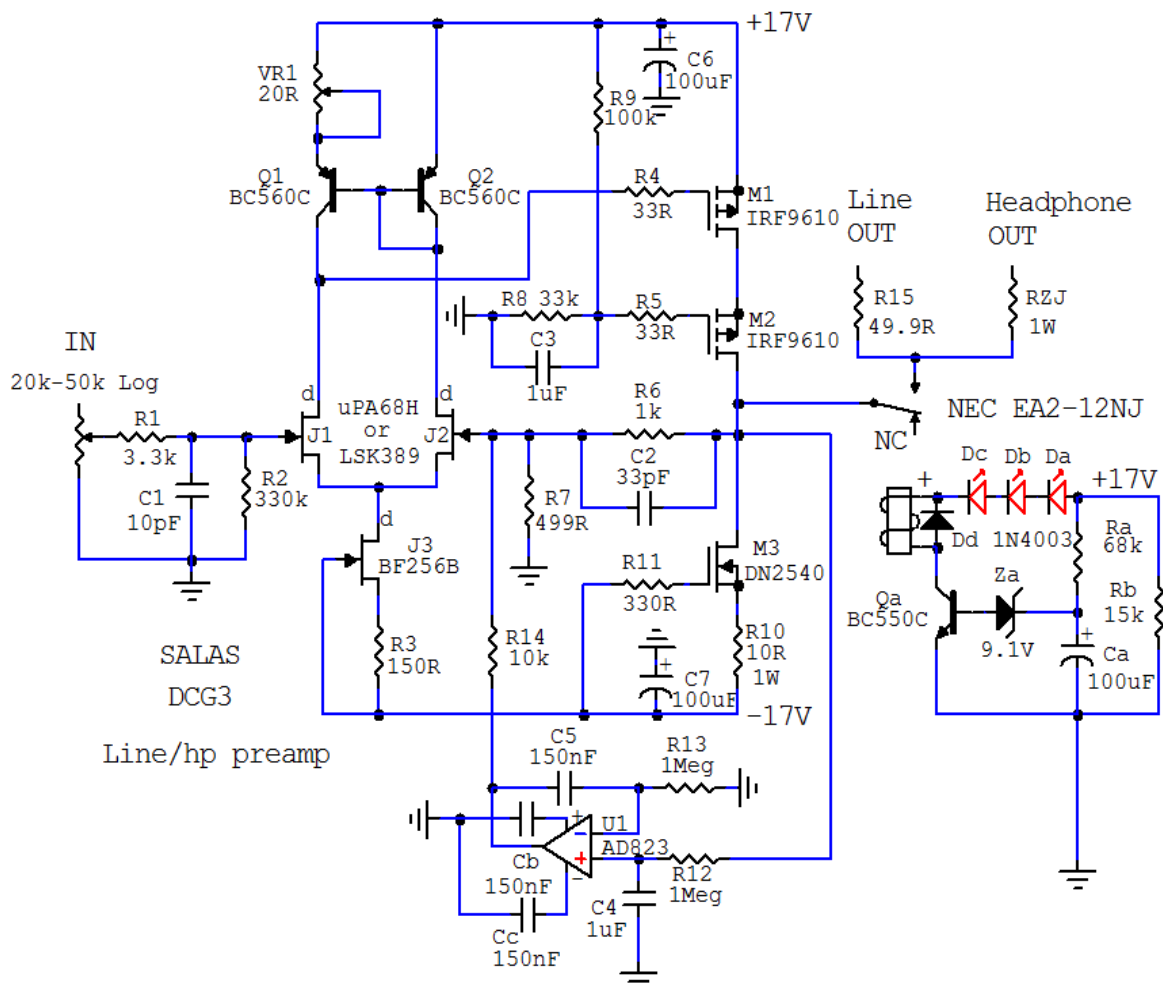 +17V
VR1
20R
C6
100uF
R9
100k
Q1
BC560C
Q2
BC560C
R4
33R
M1
IRF9610
Line
OUT
Headphone
OUT
R8 33k
R5
33R
M2
IRF9610
R15
49.9R
RZJ
1W
C3
1uF
IN
20k-50k Log
d
uPA68H
or
LSK389
d
R6
1k
NEC EA2-12NJ
NC
R1
3.3k
J1
J2
R2
330k
C1
10pF
R7
499R
C2
33pF
+
Dc
Db
Da
+17V
d
J3
BF256B
R11
330R
M3
DN2540
Dd
1N4003
Ra
68k
Qa
BC550C
Za
9.1V
Rb
15k
+
Ca
100uF
R3
150R
R14
10k
+
C7
100uF
R10
10R
1W
-17V
SALAS
DCG3
Line/hp preamp
C5
150nF
R13
1Meg
+
-
U1
AD823
+
-
Cb
150nF
R12
1Meg
C4
1uF
Cc
150nF